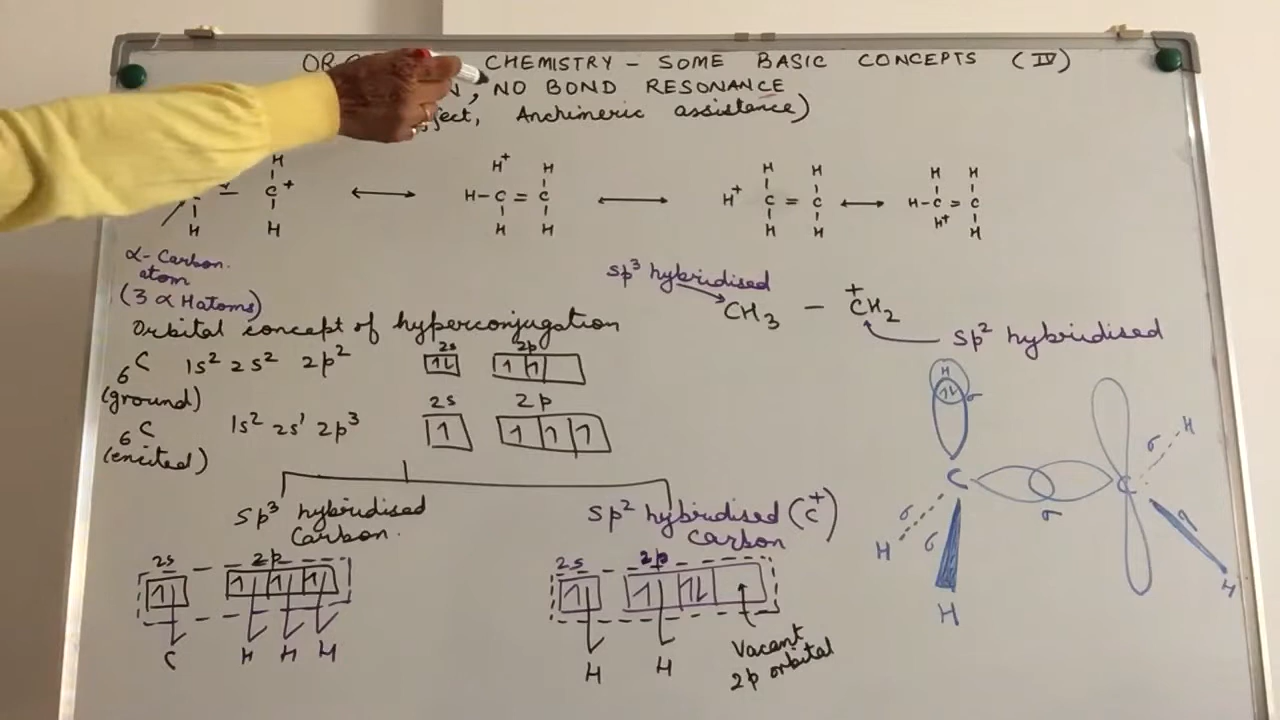 CHEMISTRY – SOME BASIC CONCEPTS (IV)
, NO BOND RESONANCE
Anchimeric assistance)
H H⁺ H H H H H
C⁺ ⟷ H–C=C ⟷ H⁺ C=C ⟷ H–C=C
H H H H H H H⁺ H
α-Carbon
atom
(3 α H atoms)
sp³ hybridised
CH₃ – C⁺H₂
sp² hybridised
Orbital concept of hyperconjugation
₆C 1s² 2s² 2p² 2s 2p
(ground)
₆C 1s² 2s¹ 2p³ 2s 2p
(encited)
sp³ hybridised
Carbon.
2s 2p
C H H H
sp² hybridised (C⁺)
Carbon
2s 2p
H H
Vacant
2p orbital
H σ
C σ C σ H
H σ σ σ H
H